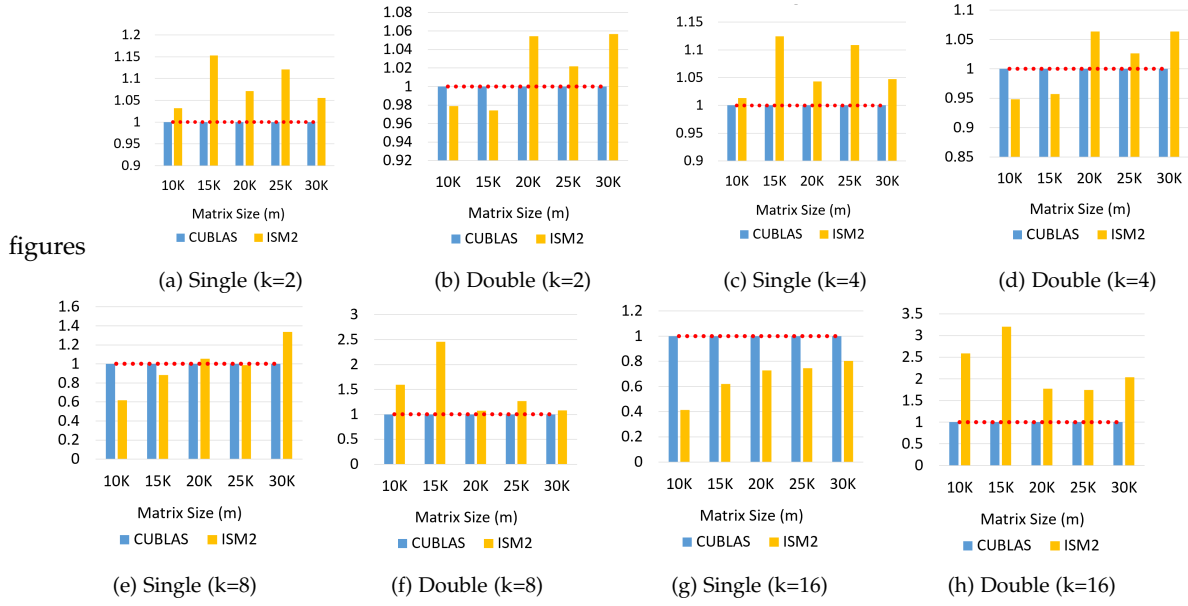 1.2
1.15
1.1
1.05
1
0.95
0.9
10K 15K 20K 25K 30K
Matrix Size (m)
CUBLAS ISM2
(a) Single (k=2)
1.08
1.06
1.04
1.02
1
0.98
0.96
0.94
0.92
10K 15K 20K 25K 30K
Matrix Size (m)
CUBLAS ISM2
(b) Double (k=2)
1.15
1.1
1.05
1
0.95
0.9
10K 15K 20K 25K 30K
Matrix Size (m)
CUBLAS ISM2
(c) Single (k=4)
1.1
1.05
1
0.95
0.9
0.85
10K 15K 20K 25K 30K
Matrix Size (m)
CUBLAS ISM2
(d) Double (k=4)
figures
1.6
1.4
1.2
1
0.8
0.6
0.4
0.2
0
10K 15K 20K 25K 30K
Matrix Size (m)
CUBLAS ISM2
(e) Single (k=8)
3
2.5
2
1.5
1
0.5
0
10K 15K 20K 25K 30K
Matrix Size (m)
CUBLAS ISM2
(f) Double (k=8)
1.2
1
0.8
0.6
0.4
0.2
0
10K 15K 20K 25K 30K
Matrix Size (m)
CUBLAS ISM2
(g) Single (k=16)
3.5
3
2.5
2
1.5
1
0.5
0
10K 15K 20K 25K 30K
Matrix Size (m)
CUBLAS ISM2
(h) Double (k=16)